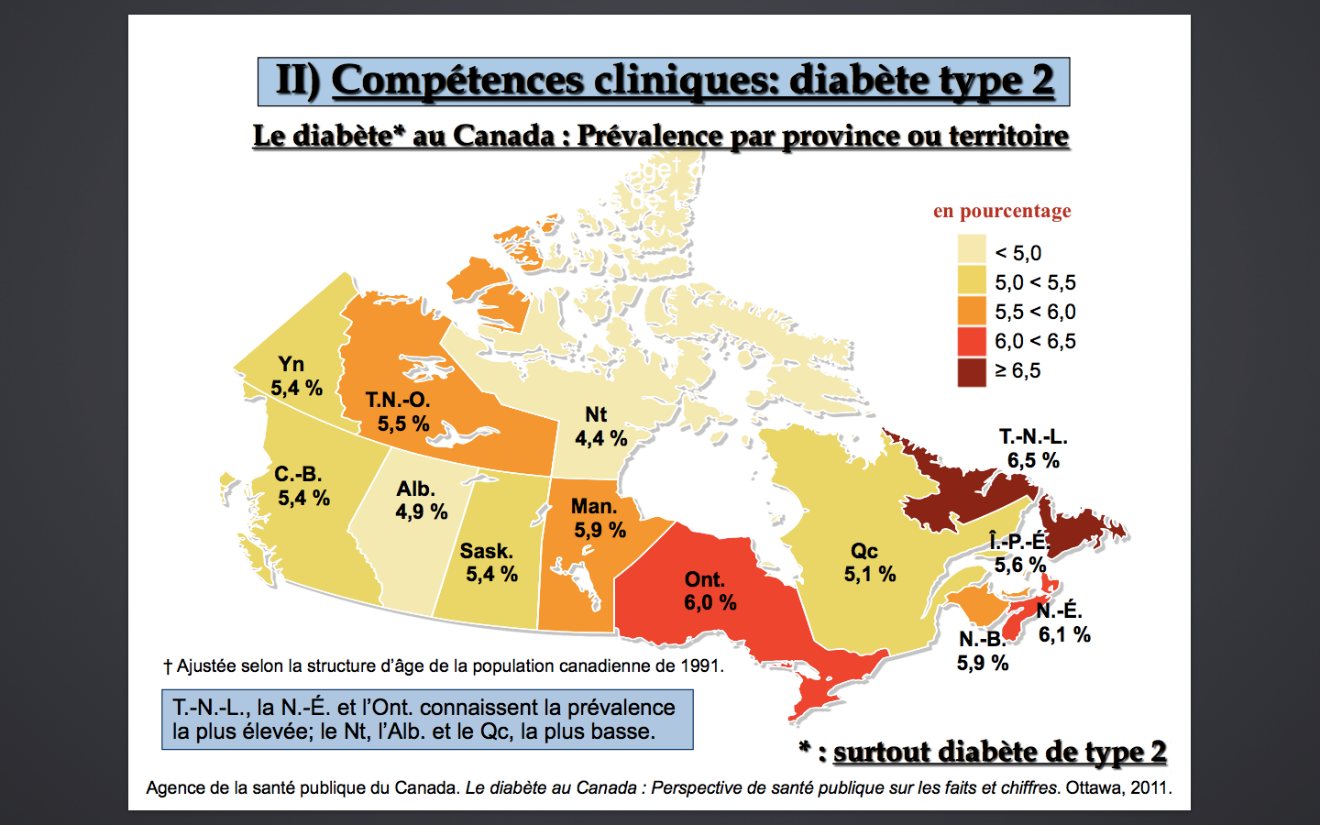 II) Compétences cliniques: diabète type 2
Le diabète* au Canada : Prévalence par province ou territoire
en pourcentage
< 5,0
5,0 < 5,5
5,5 < 6,0
6,0 < 6,5
≥ 6,5
Yn
5,4 %
T.N.-O.
5,5 %
Nt
4,4 %
C.-B.
5,4 %
Alb.
4,9 %
Sask.
5,4 %
Man.
5,9 %
Ont.
6,0 %
Qc
5,1 %
T.-N.-L.
6,5 %
Î.-P.-É.
5,6 %
N.-É.
6,1 %
N.-B.
5,9 %
† Ajustée selon la structure d’âge de la population canadienne de 1991.
T.-N.-L., la N.-É. et l’Ont. connaissent la prévalence
la plus élevée; le Nt, l’Alb. et le Qc, la plus basse.
* : surtout diabète de type 2
Agence de la santé publique du Canada. Le diabète au Canada : Perspective de santé publique sur les faits et chiffres. Ottawa, 2011.